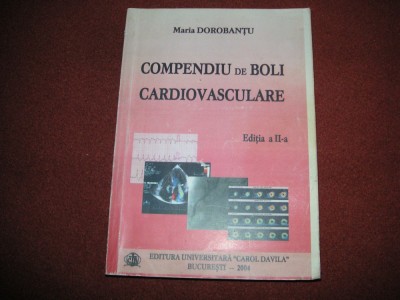 Maria DOROBANȚU
COMPENDIU DE BOLI
CARDIOVASCULARE
Ediția a II-a
EDITURA UNIVERSITARĂ "CAROL DAVILA"
BUCUREȘTI - 2004